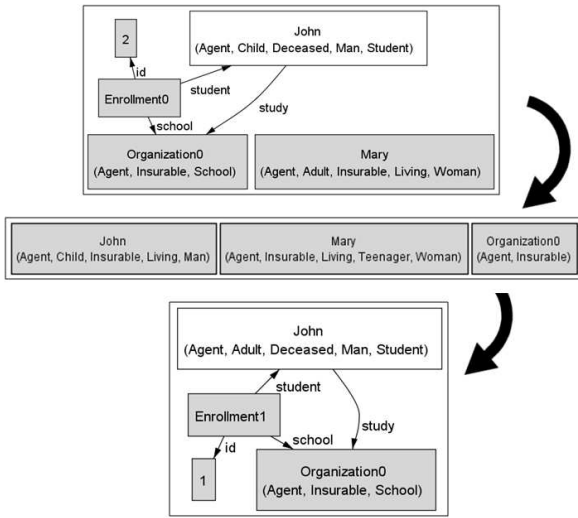 2
John
(Agent, Child, Deceased, Man, Student)
id
student
Enrollment0
study
school
Organization0
(Agent, Insurable, School)
Mary
(Agent, Adult, Insurable, Living, Woman)
John
(Agent, Child, Insurable, Living, Man)
Mary
(Agent, Insurable, Living, Teenager, Woman)
Organization0
(Agent, Insurable)
John
(Agent, Adult, Deceased, Man, Student)
student
Enrollment1
study
school
id
1
Organization0
(Agent, Insurable, School)